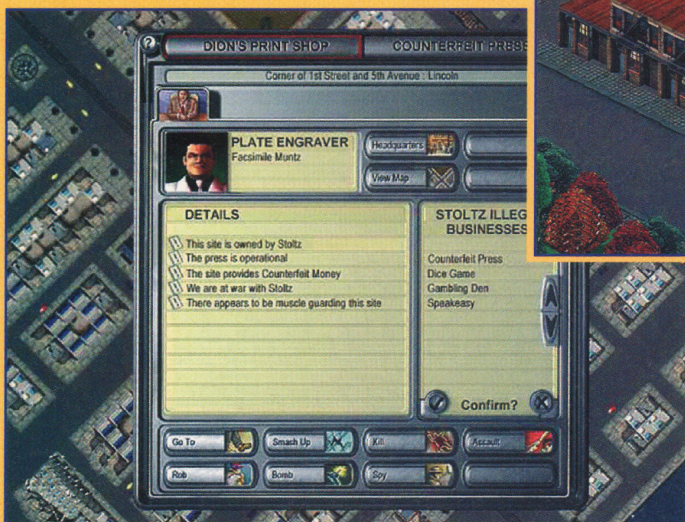 DION'S PRINT SHOP
COUNTERFEIT PRESS
Corner of 1st Street and 5th Avenue : Lincoln
PLATE ENGRAVER
Facsimile Muntz
Headquarters
View Map
DETAILS
This site is owned by Stoltz
The press is operational
The site provides Counterfeit Money
We are at war with Stoltz
There appears to be muscle guarding this site
STOLTZ ILLEG
BUSINESSES
Counterfeit Press
Dice Game
Gambling Den
Speakeasy
Confirm?
Go To
Smash Up
Kill
Assault
Rob
Bomb
Spy